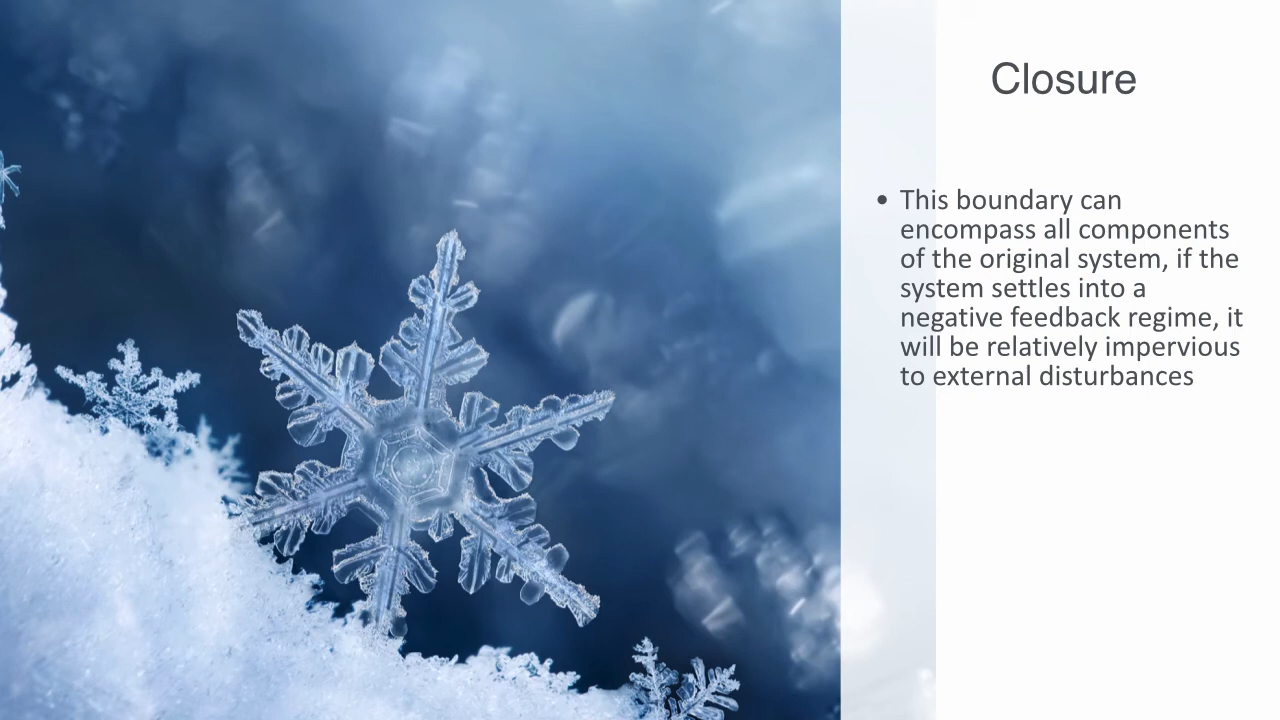 Closure
• This boundary can
encompass all components
of the original system, if the
system settles into a
negative feedback regime, it
will be relatively impervious
to external disturbances